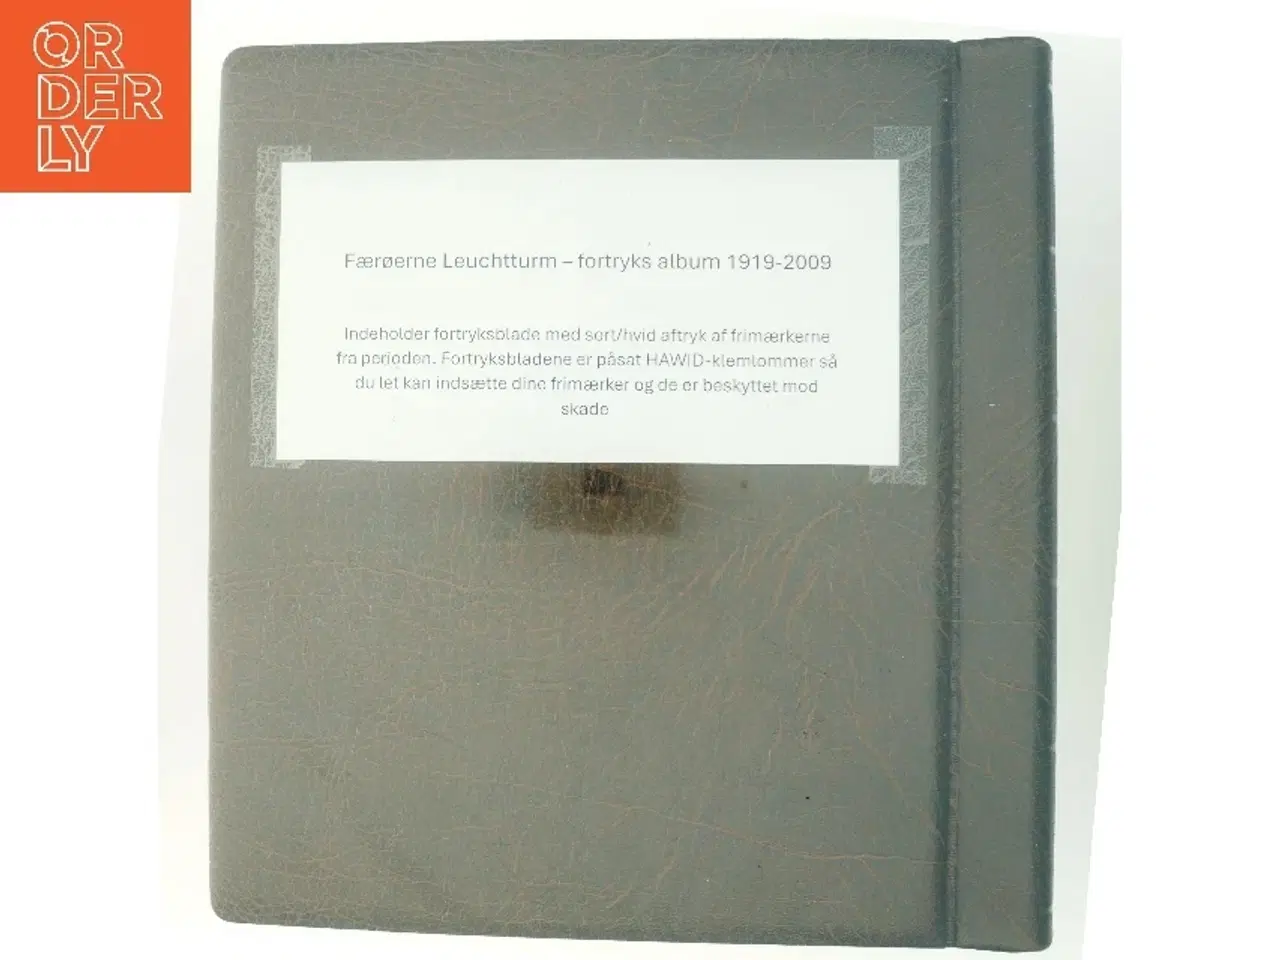 ORDERLY
Færøerne Leuchtturm – fortryks album 1919-2009
Indeholder fortryksblade med sort/hvid aftryk af frimærkerne
fra perioden. Fortryksbladene er påsat HAWID-klemlommer så
du let kan indsætte dine frimærker og de er beskyttet mod
skade